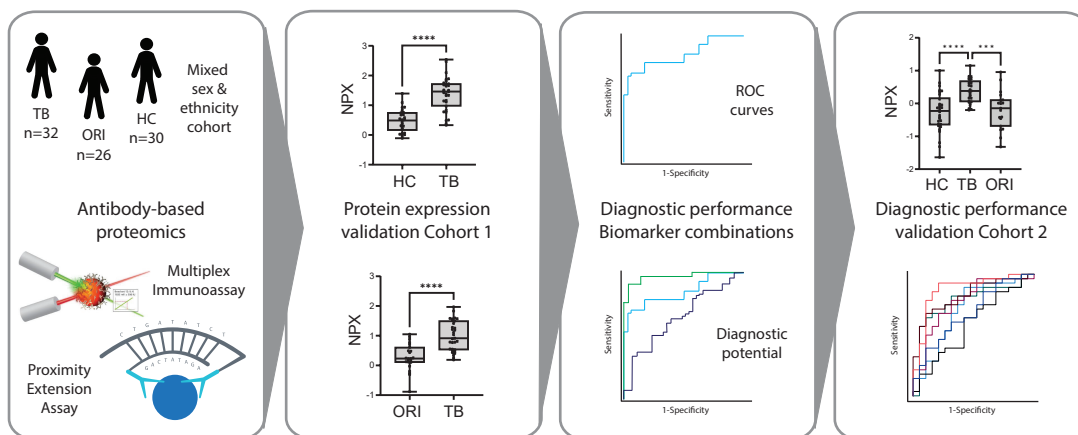 TB
n=32
ORI
n=26
HC
n=30
Mixed
sex &
ethnicity
cohort
Antibody-based
proteomics
Multiplex
Immunoassay
C T G A T A T C T
G A C T A T A G A
Proximity
Extension
Assay
****
NPX
3
2
1
0
-1
HC
TB
Protein expression
validation Cohort 1
****
NPX
3
2
1
0
-1
ORI
TB
Sensitivity
ROC
curves
1-Specificity
Diagnostic performance
Biomarker combinations
Sensitivity
Diagnostic
potential
1-Specificity
**** ***
NPX
2
1
0
-1
-2
HC
TB
ORI
Diagnostic performance
validation Cohort 2
Sensitivity
1-Specificity